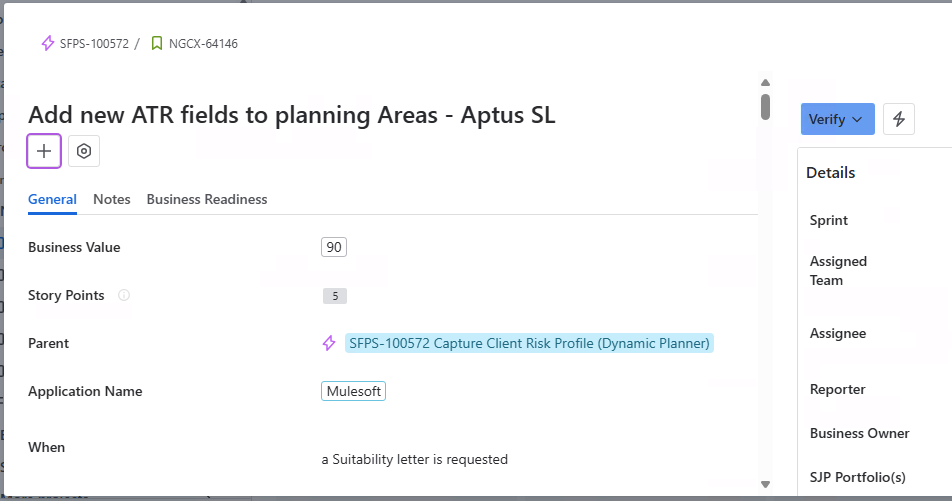 SFPS-100572 / NGCX-64146
Add new ATR fields to planning Areas - Aptus SL
General Notes Business Readiness
Business Value 90
Story Points 5
Parent SFPS-100572 Capture Client Risk Profile (Dynamic Planner)
Application Name Mulesoft
When a Suitability letter is requested
Verify
Details
Sprint
Assigned
Team
Assignee
Reporter
Business Owner
SJP Portfolio(s)